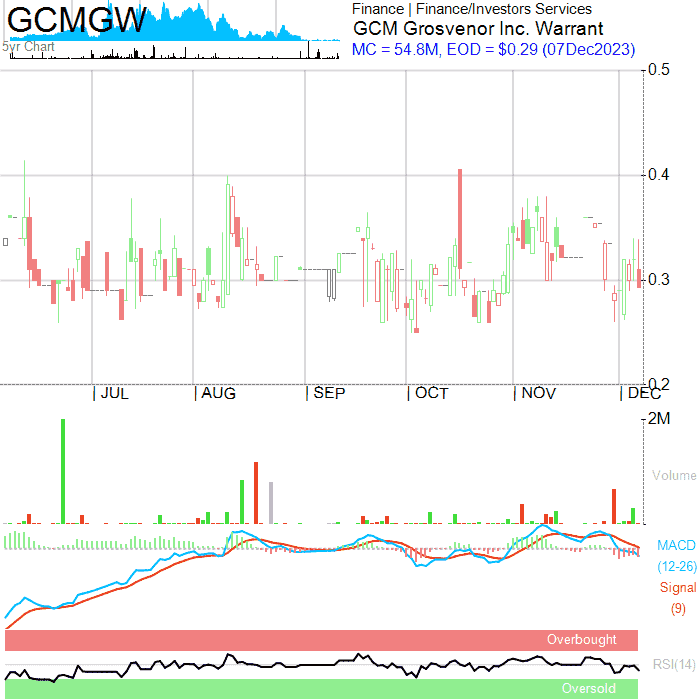 GCMGW
5yr Chart
Finance | Finance/Investors Services
GCM Grosvenor Inc. Warrant
MC = 54.8M, EOD = $0.29 (07Dec2023)
0.5
0.4
0.3
0.2
| JUL | AUG | SEP | OCT | NOV | DEC
2M
Volume
MACD
(12-26)
Signal
(9)
Overbought
RSI(14)
Oversold